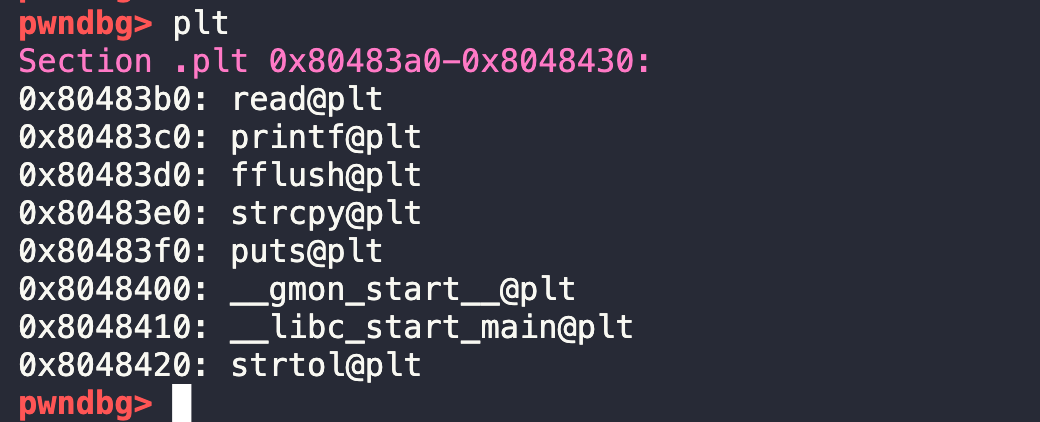 pwndbg> plt
Section .plt 0x80483a0-0x8048430:
0x80483b0: read@plt
0x80483c0: printf@plt
0x80483d0: fflush@plt
0x80483e0: strcpy@plt
0x80483f0: puts@plt
0x8048400: __gmon_start__@plt
0x8048410: __libc_start_main@plt
0x8048420: strtol@plt
pwndbg>